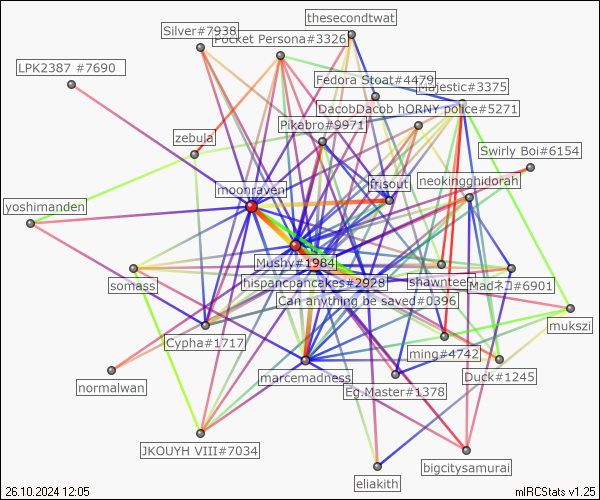 thesecondtwat
Silver#7938
Pocket Persona#3326
LPK2387 #7690
Fedora Stoat#4479
Majestic#3375
DacobDacob hORNY police#5271
Pikabro#9971
zebula
Swirly Boi#6154
moonraven
frisout
neokingghidorah
yoshimanden
Mushy#1984
somass
hispancpancakes#2928
shawntee
Madネコ#6901
Can anything be saved#0396
mukszi
Cypha#1717
ming#4742
marcemadness
Duck#1245
normalwan
Eg.Master#1378
JKOUYH VIII#7034
bigcitysamurai
eliakith
26.10.2024 12:05
mIRCStats v1.25